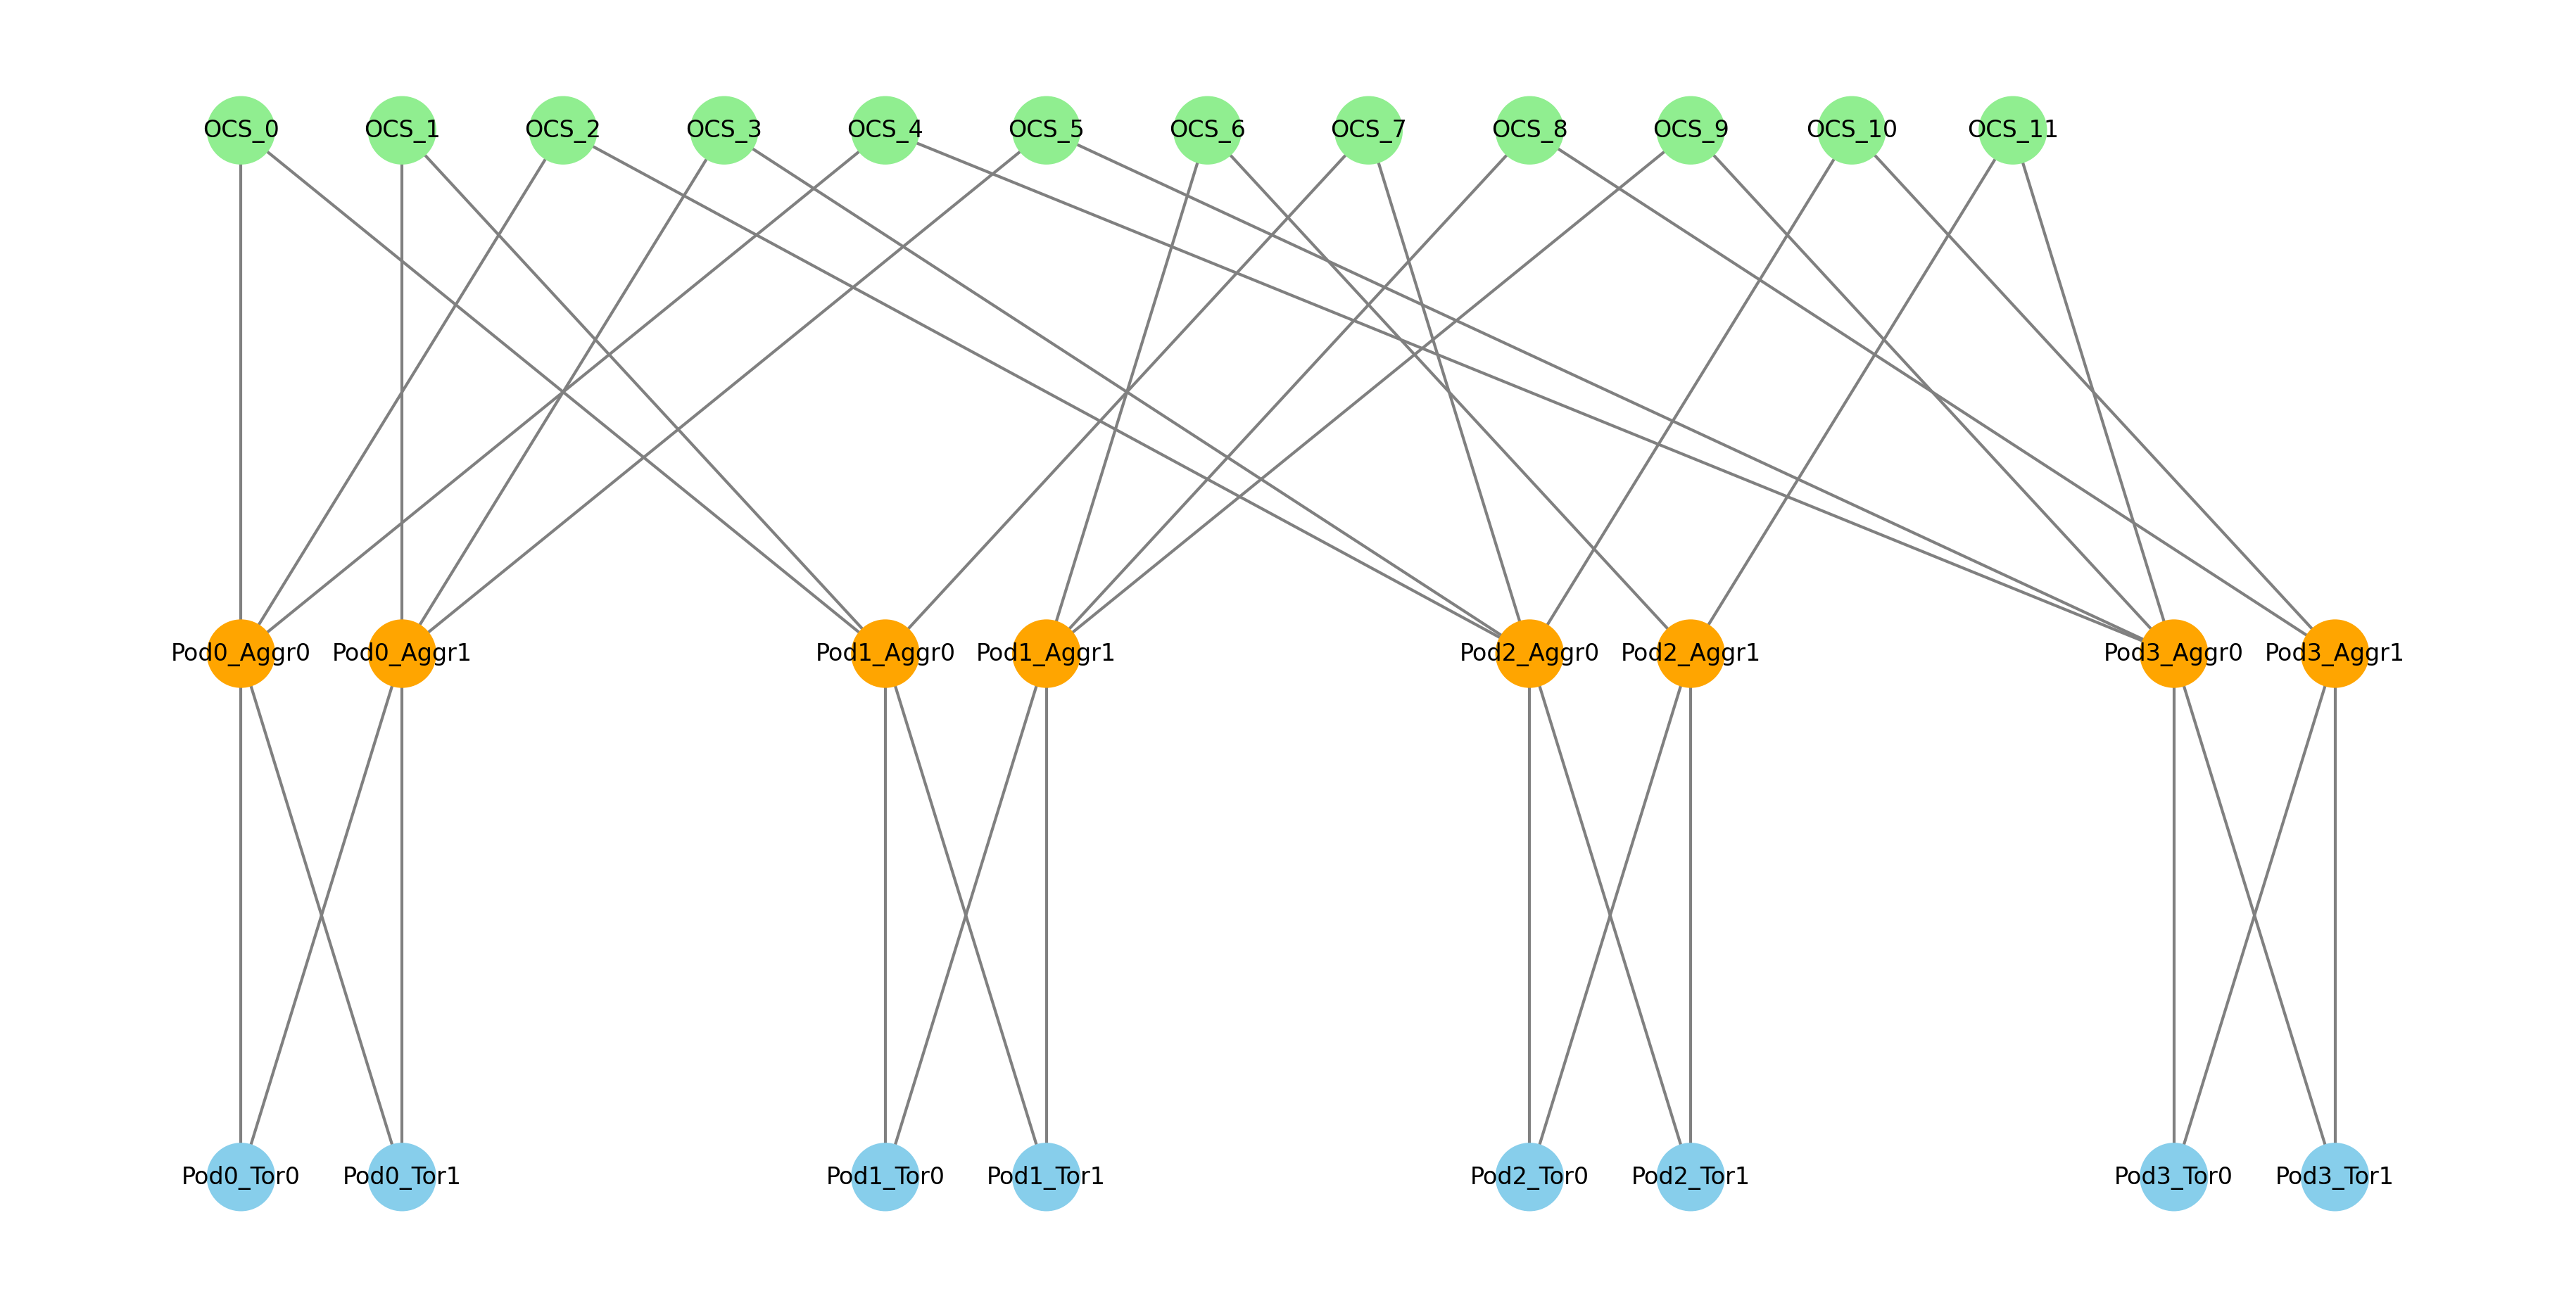 OCS_0 OCS_1 OCS_2 OCS_3 OCS_4 OCS_5 OCS_6 OCS_7 OCS_8 OCS_9 OCS_10 OCS_11
Pod0_Aggr0 Pod0_Aggr1 Pod1_Aggr0 Pod1_Aggr1 Pod2_Aggr0 Pod2_Aggr1 Pod3_Aggr0 Pod3_Aggr1
Pod0_Tor0 Pod0_Tor1 Pod1_Tor0 Pod1_Tor1 Pod2_Tor0 Pod2_Tor1 Pod3_Tor0 Pod3_Tor1